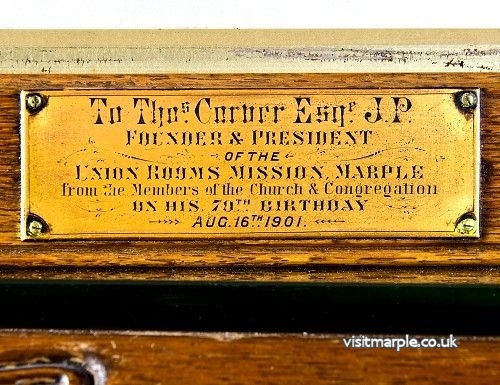 To Thos. Carver Esqr. J.P.
FOUNDER & PRESIDENT
OF THE
UNION ROOMS MISSION, MARPLE
from the Members of the Church & Congregation
ON HIS 79TH BIRTHDAY
AUG. 16TH 1901.
visitmarple.co.uk